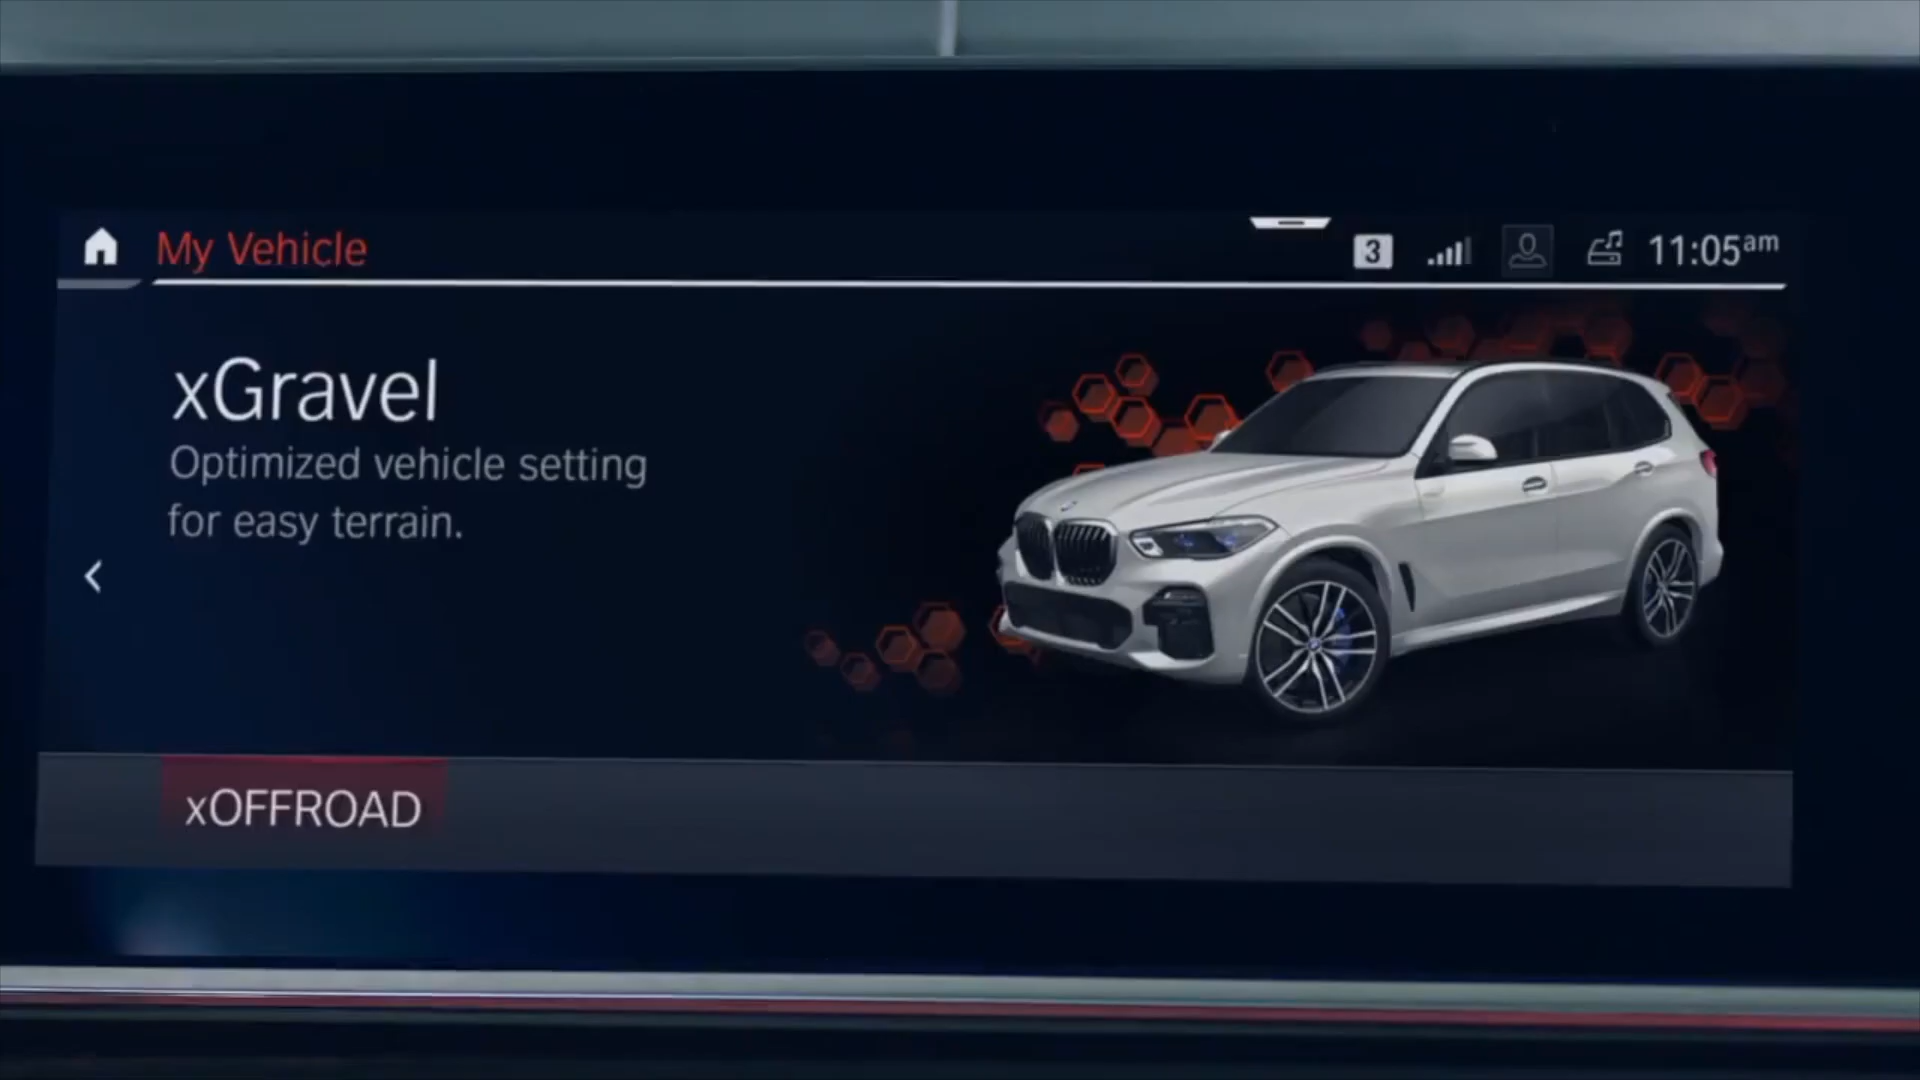 My Vehicle
3
11:05am
xGravel
Optimized vehicle setting
for easy terrain.
xOFFROAD